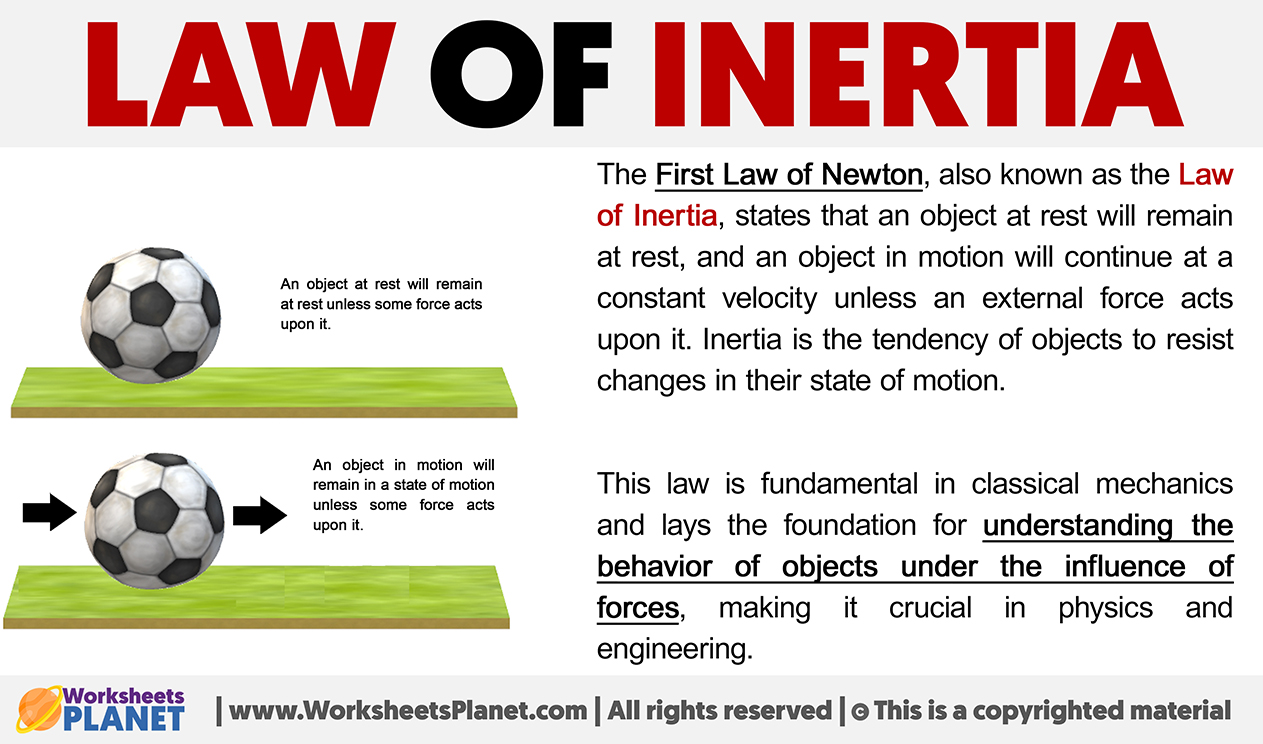 LAW OF INERTIA
An object at rest will remain
at rest unless some force acts
upon it.
An object in motion will
remain in a state of motion
unless some force acts
upon it.
The First Law of Newton, also known as the Law
of Inertia, states that an object at rest will remain
at rest, and an object in motion will continue at a
constant velocity unless an external force acts
upon it. Inertia is the tendency of objects to resist
changes in their state of motion.
This law is fundamental in classical mechanics
and lays the foundation for understanding the
behavior of objects under the influence of
forces, making it crucial in physics and
engineering.
Worksheets
PLANET
| www.WorksheetsPlanet.com | All rights reserved | © This is a copyrighted material